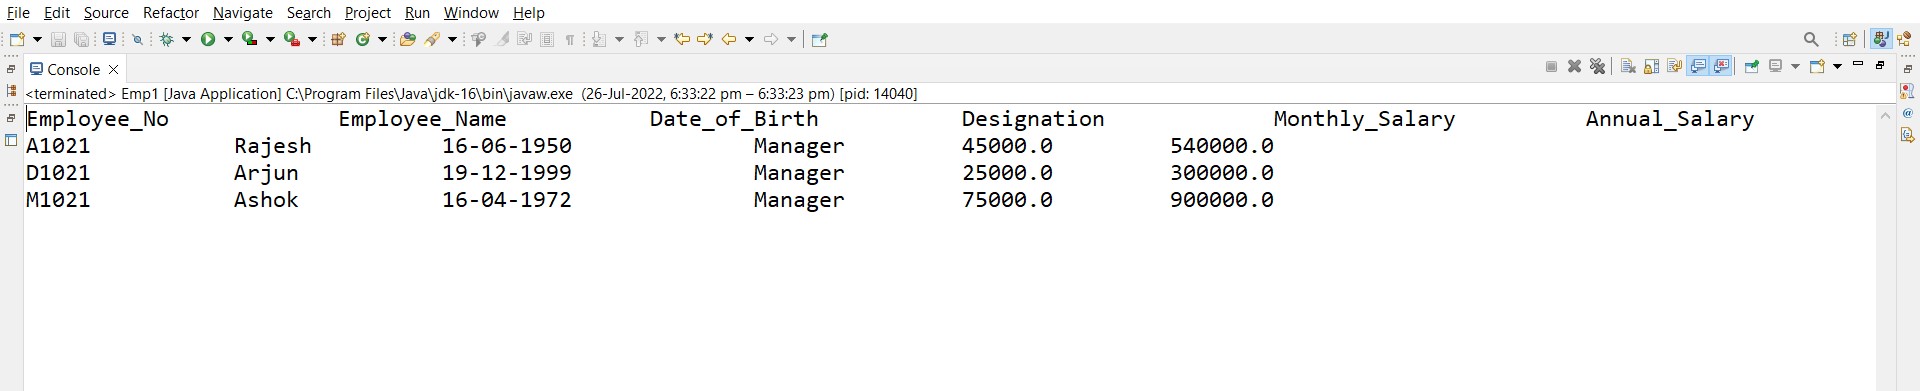 File Edit Source Refactor Navigate Search Project Run Window Help
Console
<terminated> Emp1 [Java Application] C:\Program Files\Java\jdk-16\bin\javaw.exe (26-Jul-2022, 6:33:22 pm – 6:33:23 pm) [pid: 14040]
Employee_No Employee_Name Date_of_Birth Designation Monthly_Salary Annual_Salary
A1021 Rajesh 16-06-1950 Manager 45000.0 540000.0
D1021 Arjun 19-12-1999 Manager 25000.0 300000.0
M1021 Ashok 16-04-1972 Manager 75000.0 900000.0